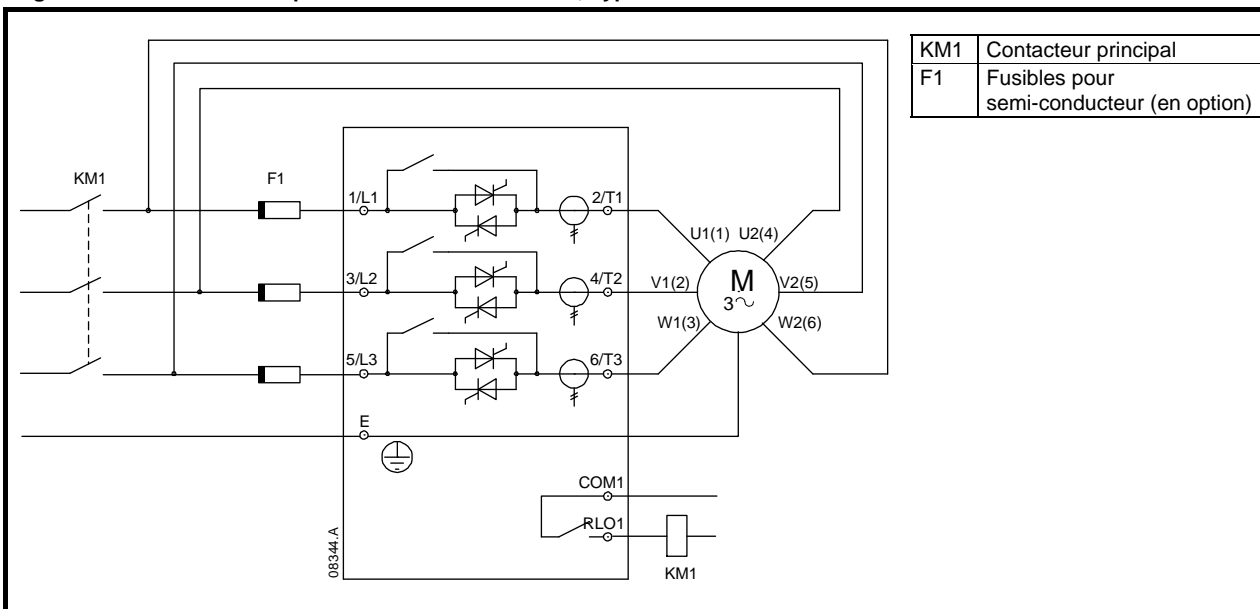 KM1 Contacteur principal
F1 Fusibles pour
semi-conducteur (en option)
KM1
F1
1/L1
2/T1
U1(1) U2(4)
3/L2
4/T2
V1(2)
M
3~
V2(5)
W1(3)
W2(6)
5/L3
6/T3
E
COM1
RLO1
KM1
08344.A